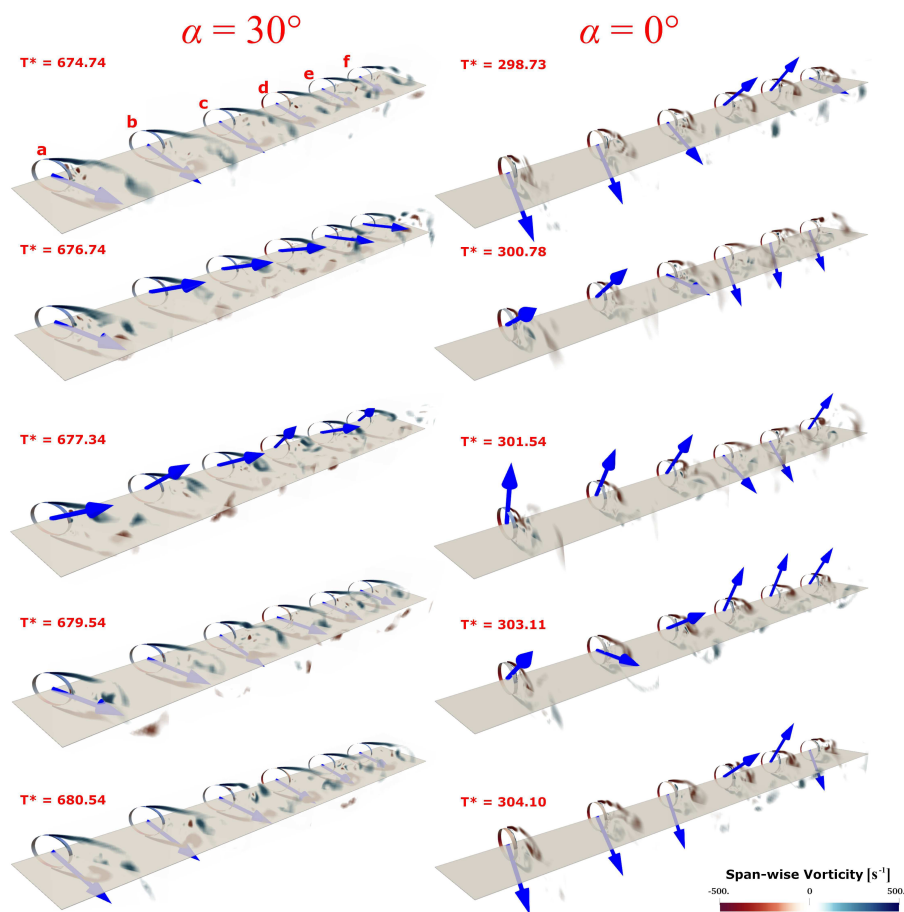 α = 30°
α = 0°
T* = 674.74
a
b
c
d
e
f
T* = 298.73
T* = 676.74
T* = 300.78
T* = 677.34
T* = 301.54
T* = 679.54
T* = 303.11
T* = 680.54
T* = 304.10
Span-wise Vorticity [s⁻¹]
-500. 0 500.